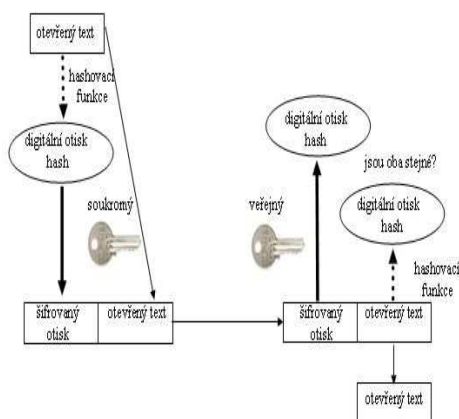 otevřený text
hashovací
funkce
digitální otisk
hash
soukromý
šifrovaný
otisk
otevřený text
digitální otisk
hash
jsou oba stejné?
veřejný
digitální otisk
hash
hashovací
funkce
šifrovaný
otisk
otevřený text
otevřený text